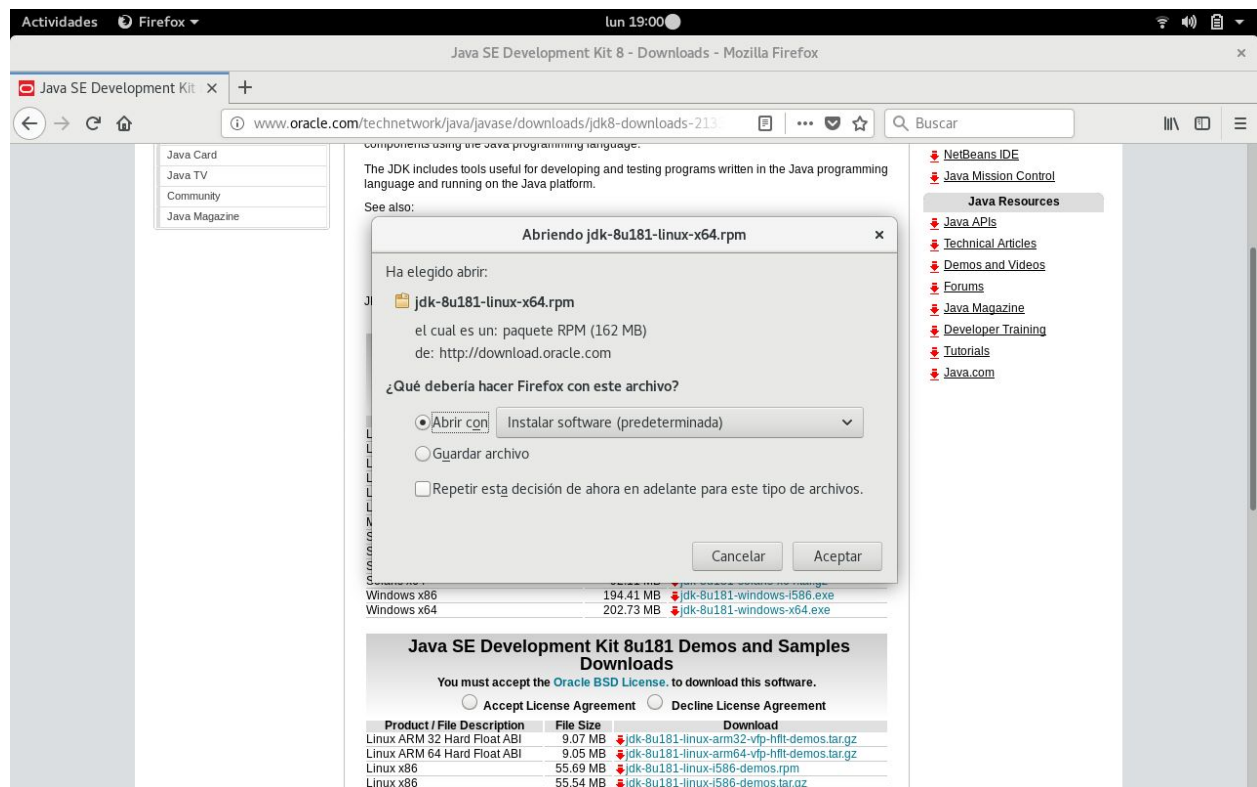 Actividades Firefox lun 19:00
Java SE Development Kit 8 - Downloads - Mozilla Firefox ×
Java SE Development Kit × +
www.oracle.com/technetwork/java/javase/downloads/jdk8-downloads-213 Buscar
Java Card
Java TV
Community
Java Magazine
components using the Java programming language.
The JDK includes tools useful for developing and testing programs written in the Java programming
language and running on the Java platform.
See also:
Abriendo jdk-8u181-linux-x64.rpm ×
Ha elegido abrir:
jdk-8u181-linux-x64.rpm
el cual es un: paquete RPM (162 MB)
de: http://download.oracle.com
¿Qué debería hacer Firefox con este archivo?
Abrir con Instalar software (predeterminada)
Guardar archivo
Repetir esta decisión de ahora en adelante para este tipo de archivos.
Cancelar Aceptar
NetBeans IDE
Java Mission Control
Java Resources
Java APIs
Technical Articles
Demos and Videos
Forums
Java Magazine
Developer Training
Tutorials
Java.com
Windows x86 194.41 MB jdk-8u181-windows-i586.exe
Windows x64 202.73 MB jdk-8u181-windows-x64.exe
Java SE Development Kit 8u181 Demos and Samples
Downloads
You must accept the Oracle BSD License. to download this software.
Accept License Agreement Decline License Agreement
Product / File Description File Size Download
Linux ARM 32 Hard Float ABI 9.07 MB jdk-8u181-linux-arm32-vfp-hflt-demos.tar.gz
Linux ARM 64 Hard Float ABI 9.05 MB jdk-8u181-linux-arm64-vfp-hflt-demos.tar.gz
Linux x86 55.69 MB jdk-8u181-linux-i586-demos.rpm
Linux x86 55.54 MB jdk-8u181-linux-i586-demos.tar.gz